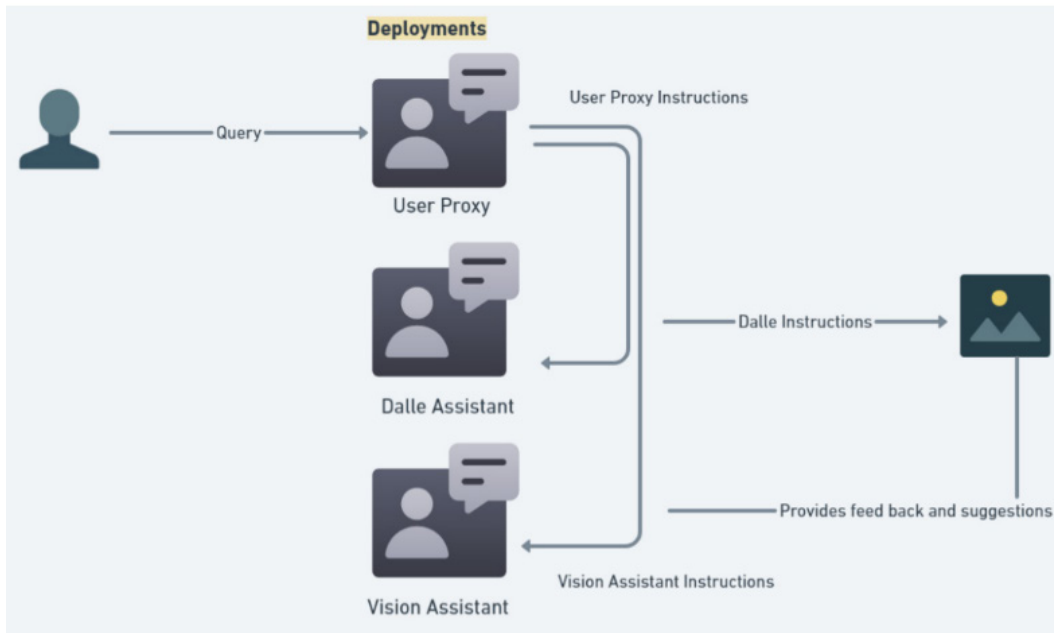 Deployments
User Proxy Instructions
Query
User Proxy
Dalle Instructions
Dalle Assistant
Provides feed back and suggestions
Vision Assistant Instructions
Vision Assistant